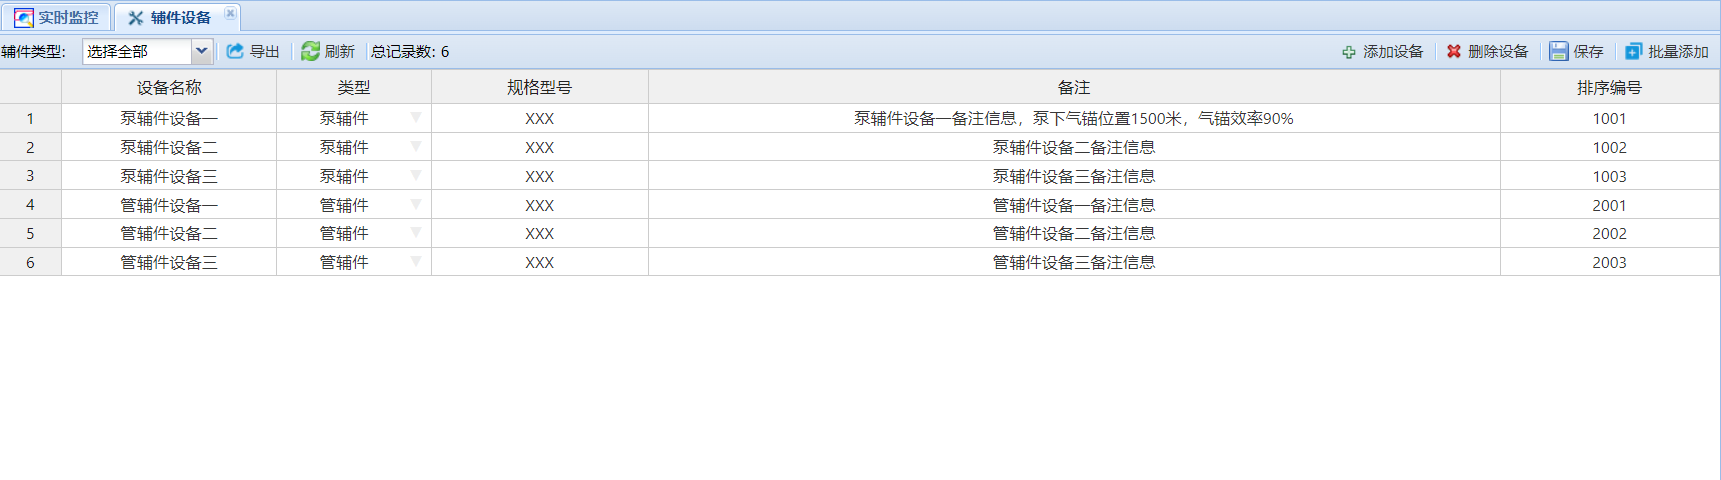 实时监控 辅件设备
辅件类型: 选择全部 导出 刷新 总记录数: 6 添加设备 删除设备 保存 批量添加
设备名称 类型 规格型号 备注 排序编号
1 泵辅件设备一 泵辅件 XXX 泵辅件设备一备注信息，泵下气锚位置1500米，气锚效率90% 1001
2 泵辅件设备二 泵辅件 XXX 泵辅件设备二备注信息 1002
3 泵辅件设备三 泵辅件 XXX 泵辅件设备三备注信息 1003
4 管辅件设备一 管辅件 XXX 管辅件设备一备注信息 2001
5 管辅件设备二 管辅件 XXX 管辅件设备二备注信息 2002
6 管辅件设备三 管辅件 XXX 管辅件设备三备注信息 2003